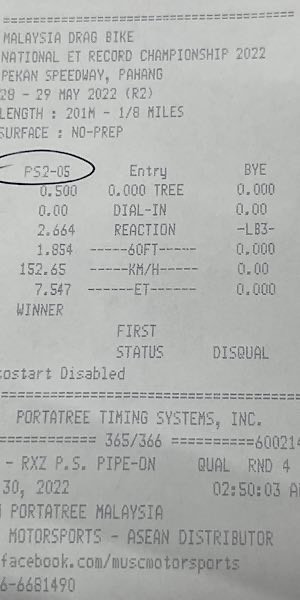 MALAYSIA DRAG BIKE
NATIONAL ET RECORD CHAMPIONSHIP 2022
PEKAN SPEEDWAY, PAHANG
28 - 29 MAY 2022 (R2)
LENGTH : 201M - 1/8 MILES
SURFACE : NO-PREP
PS2-05 Entry BYE
0.500 0.000 TREE 0.000
0.00 DIAL-IN 0.00
2.664 REACTION -LB3-
1.854 -----60FT------ 0.000
152.65 -----KM/H------ 0.00
7.547 ------ET------- 0.000
WINNER
FIRST
STATUS DISQUAL
tostart Disabled
PORTATREE TIMING SYSTEMS, INC.
=========== 365/366 ==========600214
- RXZ P.S. PIPE-ON QUAL RND 4
30, 2022 02:50:03 A
PORTATREE MALAYSIA
MOTORSPORTS - ASEAN DISTRIBUTOR
facebook.com/muscmotorsports
6-6681490